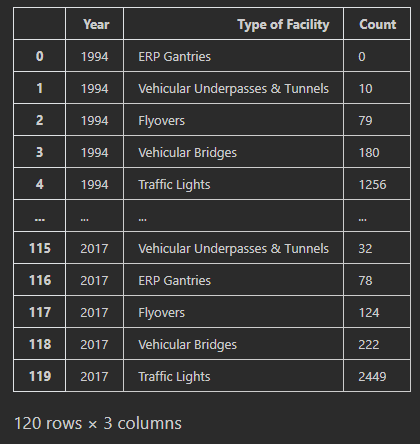 Year Type of Facility Count
0 1994 ERP Gantries 0
1 1994 Vehicular Underpasses & Tunnels 10
2 1994 Flyovers 79
3 1994 Vehicular Bridges 180
4 1994 Traffic Lights 1256
... ... ... ...
115 2017 Vehicular Underpasses & Tunnels 32
116 2017 ERP Gantries 78
117 2017 Flyovers 124
118 2017 Vehicular Bridges 222
119 2017 Traffic Lights 2449
120 rows × 3 columns